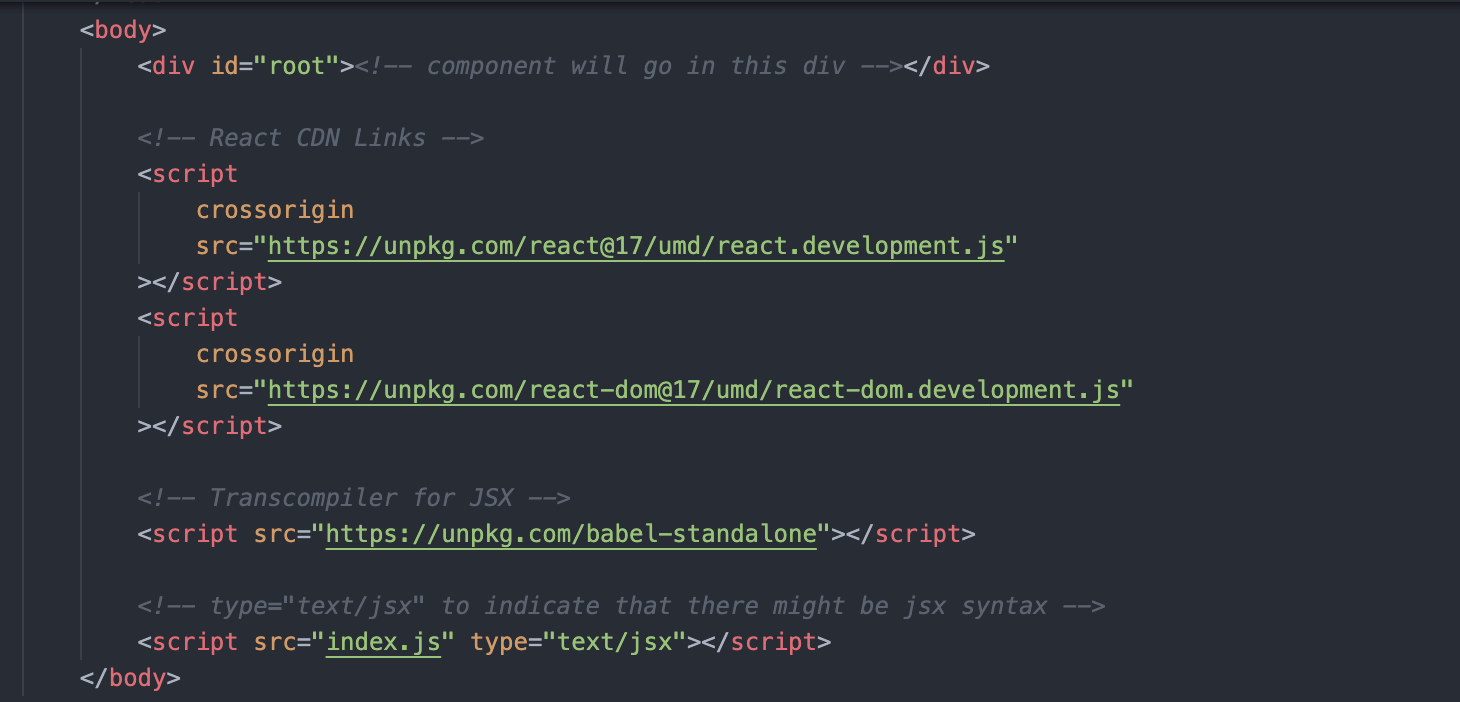 <body>
<div id="root"><!-- component will go in this div --></div>
<!-- React CDN Links -->
<script
crossorigin
src="https://unpkg.com/react@17/umd/react.development.js"
></script>
<script
crossorigin
src="https://unpkg.com/react-dom@17/umd/react-dom.development.js"
></script>
<!-- Transcompiler for JSX -->
<script src="https://unpkg.com/babel-standalone"></script>
<!-- type="text/jsx" to indicate that there might be jsx syntax -->
<script src="index.js" type="text/jsx"></script>
</body>